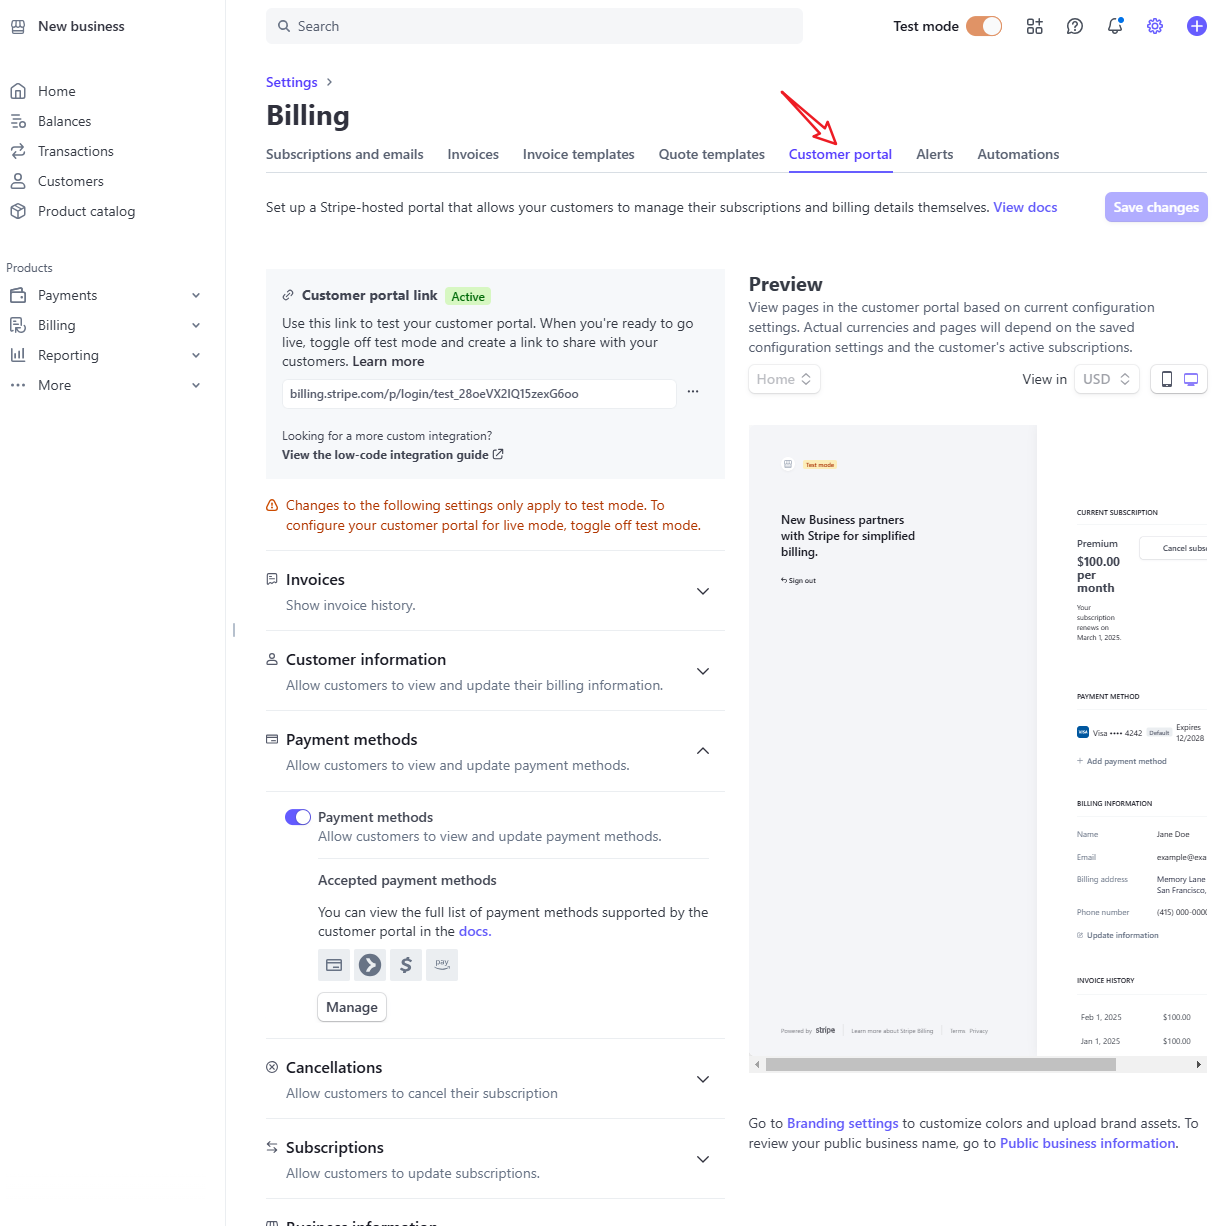 New business
Search
Test mode
Home
Balances
Transactions
Customers
Product catalog
Products
Payments
Billing
Reporting
More
Settings
Billing
Subscriptions and emails
Invoices
Invoice templates
Quote templates
Customer portal
Alerts
Automations
Set up a Stripe-hosted portal that allows your customers to manage their subscriptions and billing details themselves. View docs
Save changes
Customer portal link Active
Use this link to test your customer portal. When you're ready to go
live, toggle off test mode and create a link to share with your
customers. Learn more
billing.stripe.com/p/login/test_28oeVX2IQ15zexG6oo
Looking for a more custom integration?
View the low-code integration guide
Changes to the following settings only apply to test mode. To
configure your customer portal for live mode, toggle off test mode.
Invoices
Show invoice history.
Customer information
Allow customers to view and update their billing information.
Payment methods
Allow customers to view and update payment methods.
Payment methods
Allow customers to view and update payment methods.
Accepted payment methods
You can view the full list of payment methods supported by the
customer portal in the docs.
pay
Manage
Cancellations
Allow customers to cancel their subscription
Subscriptions
Allow customers to update subscriptions.
Business information
Preview
View pages in the customer portal based on current configuration
settings. Actual currencies and pages will depend on the saved
configuration settings and the customer's active subscriptions.
Home
View in
USD
Test mode
New Business partners
with Stripe for simplified
billing.
Sign out
Powered by stripe
Learn more about Stripe Billing
Terms Privacy
CURRENT SUBSCRIPTION
Premium
$100.00
per
month
Your
subscription
renews on
March 1, 2025.
Cancel subsc
PAYMENT METHOD
VISA
Visa •••• 4242
Default
Expires
12/2028
Add payment method
BILLING INFORMATION
Name
Jane Doe
Email
example@exa
Billing address
Memory Lane
San Francisco,
Phone number
(415) 000-0000
Update information
INVOICE HISTORY
Feb 1, 2025
$100.00
Jan 1, 2025
$100.00
Go to Branding settings to customize colors and upload brand assets. To
review your public business name, go to Public business information.